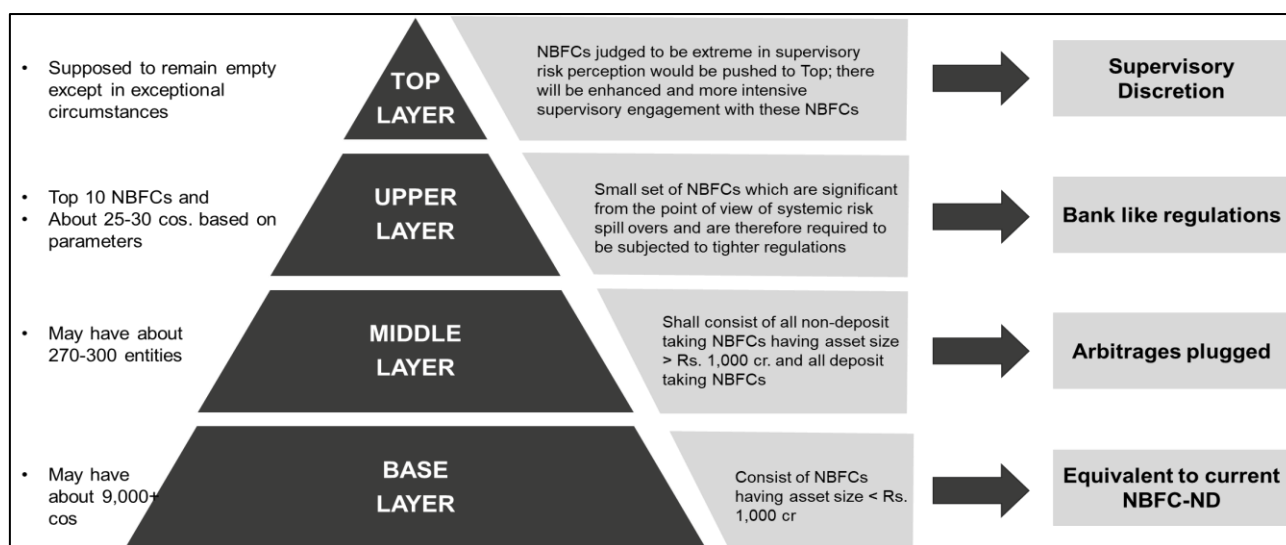 • Supposed to remain empty
except in exceptional
circumstances
TOP
LAYER
NBFCs judged to be extreme in supervisory
risk perception would be pushed to Top; there
will be enhanced and more intensive
supervisory engagement with these NBFCs
Supervisory
Discretion
• Top 10 NBFCs and
• About 25-30 cos. based on
parameters
UPPER
LAYER
Small set of NBFCs which are significant
from the point of view of systemic risk
spill overs and are therefore required to
be subjected to tighter regulations
Bank like regulations
• May have about
270-300 entities
MIDDLE
LAYER
Shall consist of all non-deposit
taking NBFCs having asset size
> Rs. 1,000 cr. and all deposit
taking NBFCs
Arbitrages plugged
• May have
about 9,000+
cos
BASE
LAYER
Consist of NBFCs
having asset size < Rs.
1,000 cr
Equivalent to current
NBFC-ND